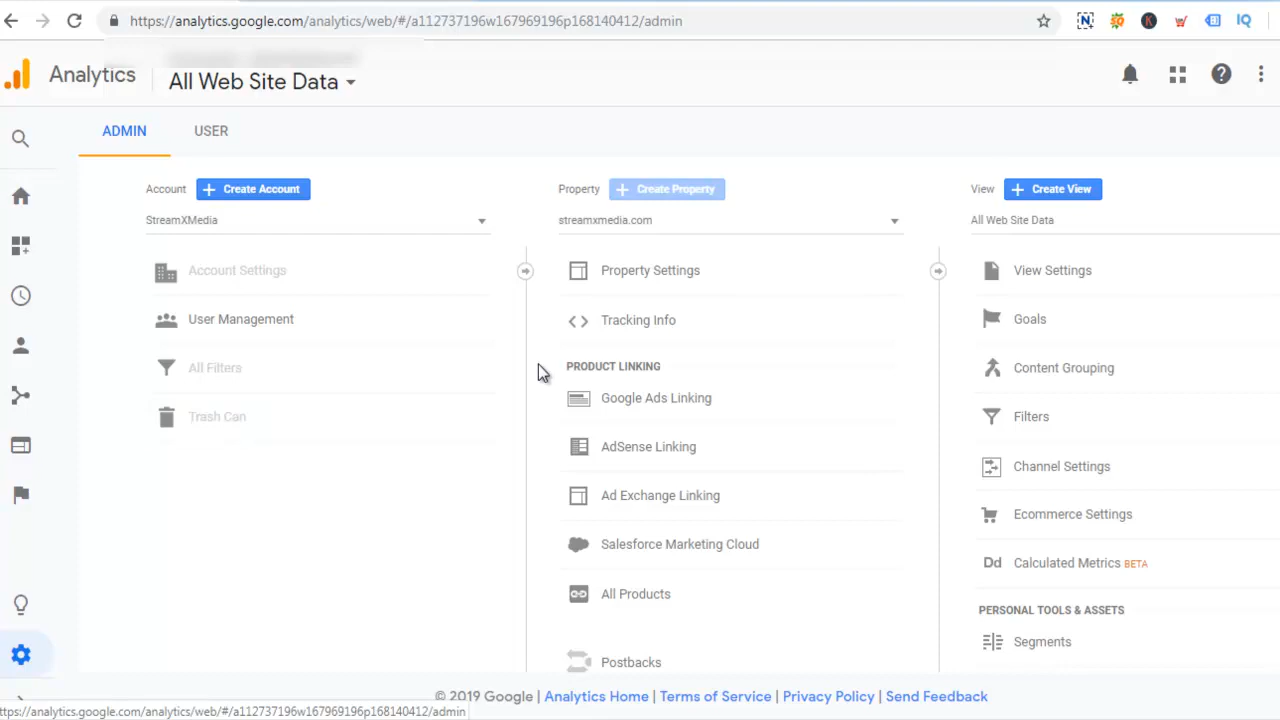 https://analytics.google.com/analytics/web/#/a112737196w167969196p168140412/admin
N
SQ
K
IQ
Analytics
All Web Site Data
ADMIN
USER
Account
+ Create Account
StreamXMedia
Account Settings
User Management
All Filters
Trash Can
Property
+ Create Property
streamxmedia.com
Property Settings
Tracking Info
PRODUCT LINKING
Google Ads Linking
AdSense Linking
Ad Exchange Linking
Salesforce Marketing Cloud
All Products
Postbacks
View
+ Create View
All Web Site Data
View Settings
Goals
Content Grouping
Filters
Channel Settings
Ecommerce Settings
Dd Calculated Metrics BETA
PERSONAL TOOLS & ASSETS
Segments
© 2019 Google | Analytics Home | Terms of Service | Privacy Policy | Send Feedback
ttps://analytics.google.com/analytics/web/#/a112737196w167969196p168140412/admin